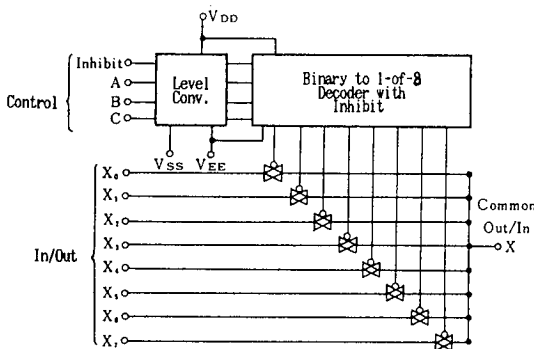 VDD
Inhibit
A
B
C
Control
Level
Conv.
Binary to 1-of-8
Decoder with
Inhibit
VSS
VEE
In/Out
X₀
X₁
X₂
X₃
X₄
X₅
X₆
X₇
Common
Out/In
X